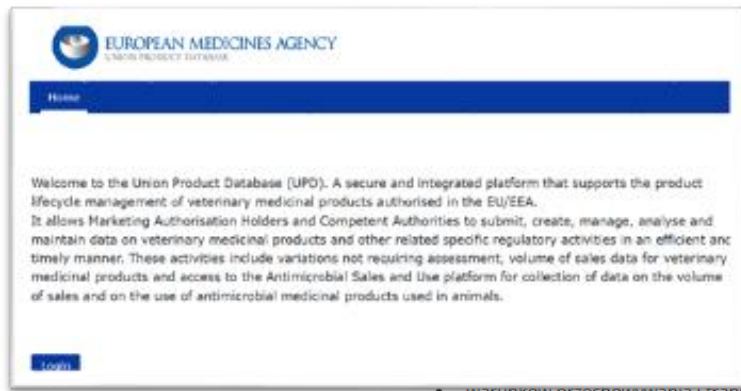 EUROPEAN MEDICINES AGENCY
UNION PRODUCT DATABASE
Home
Welcome to the Union Product Database (UPD). A secure and integrated platform that supports the product
lifecycle management of veterinary medicinal products authorised in the EU/EEA.
It allows Marketing Authorisation Holders and Competent Authorities to submit, create, manage, analyse and
maintain data on veterinary medicinal products and other related specific regulatory activities in an efficient and
timely manner. These activities include variations not requiring assessment, volume of sales data for veterinary
medicinal products and access to the Antimicrobial Sales and Use platform for collection of data on the volume
of sales and on the use of antimicrobial medicinal products used in animals.
Login